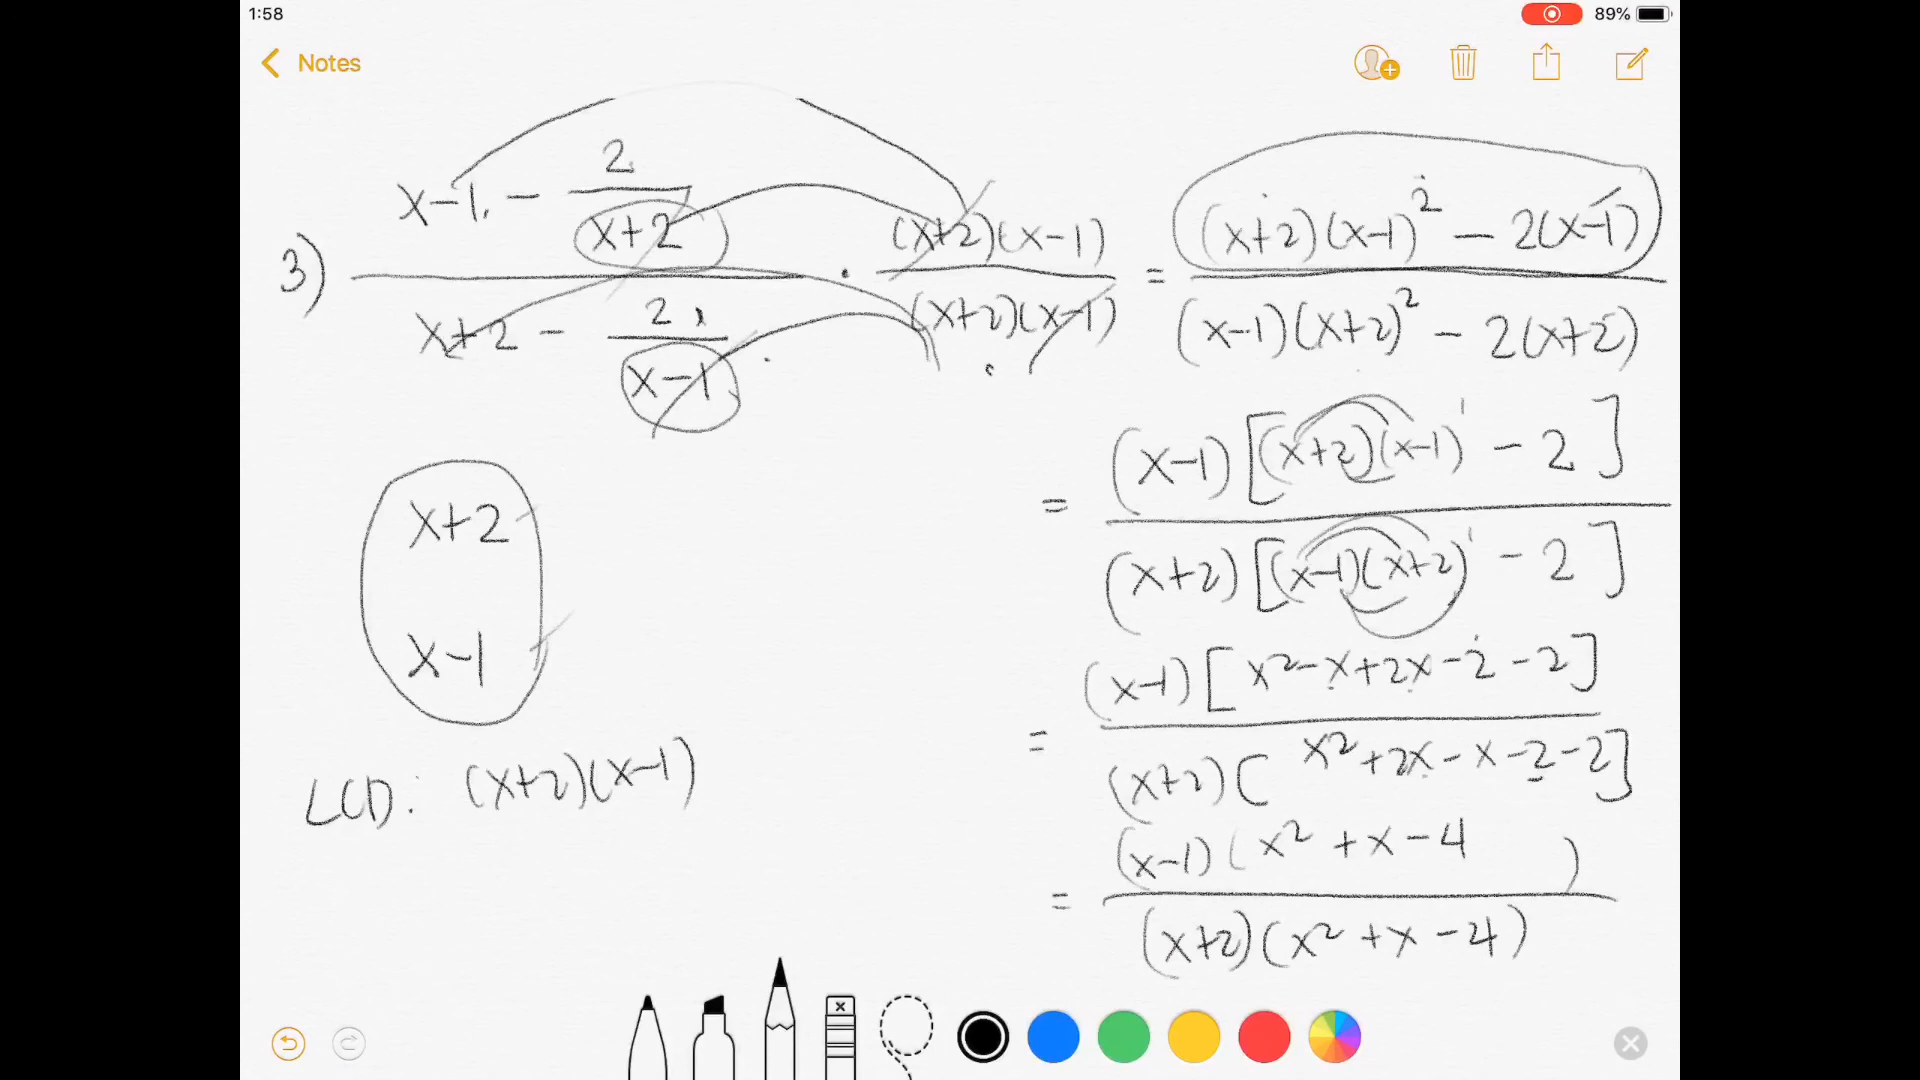 1:58
89%
Notes
3) (x-1 - 2/(x+2)) / (x+2 - 2/(x-1)) · ((x+2)(x-1)) / ((x+2)(x-1)) = ((x+2)(x-1)² - 2(x-1)) / ((x-1)(x+2)² - 2(x+2))
= ((x-1)[(x+2)(x-1)¹ - 2]) / ((x+2)[(x-1)(x+2)¹ - 2])
x+2
x-1
= ((x-1)[x²-x+2x-2-2]) / ((x+2)[x²+2x-x-2-2])
LCD: (x+2)(x-1)
= ((x-1)(x²+x-4)) / ((x+2)(x²+x-4))